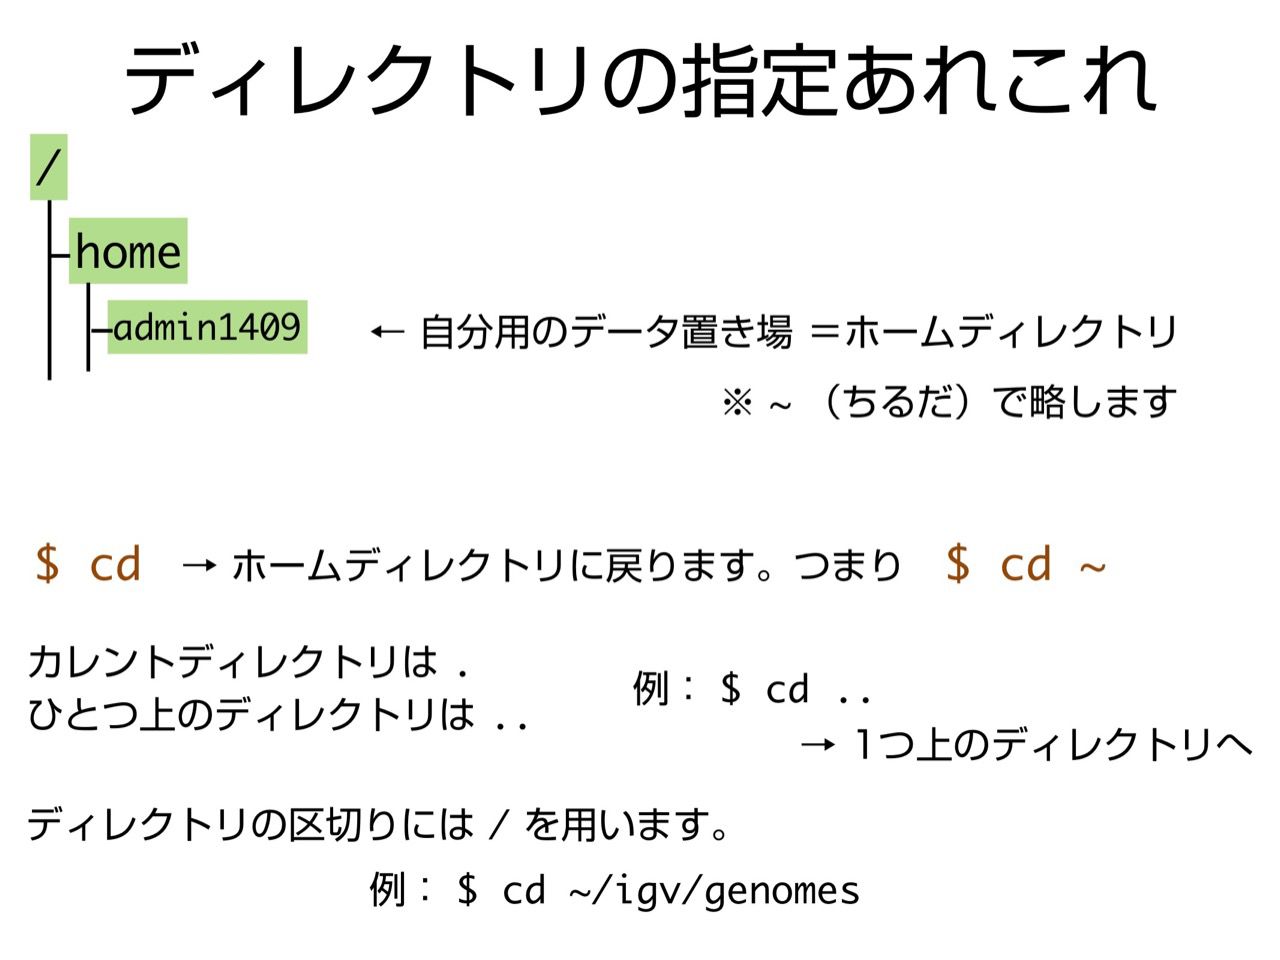 ディレクトリの指定あれこれ
/
home
admin1409 ← 自分用のデータ置き場 ＝ホームディレクトリ
※ ~ （ちるだ）で略します
$ cd → ホームディレクトリに戻ります。つまり $ cd ~
カレントディレクトリは .
ひとつ上のディレクトリは ..
例： $ cd ..
→ 1つ上のディレクトリへ
ディレクトリの区切りには / を用います。
例： $ cd ~/igv/genomes